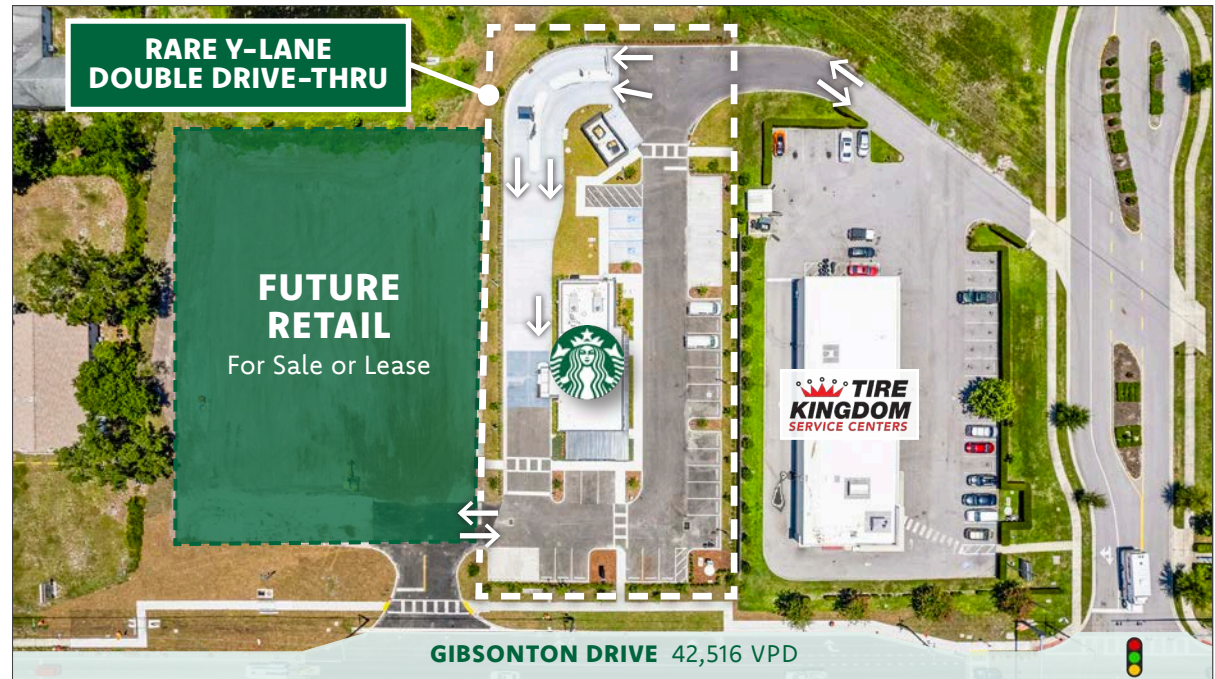 RARE Y-LANE
DOUBLE DRIVE-THRU
FUTURE
RETAIL
For Sale or Lease
TIRE
KINGDOM
SERVICE CENTERS
GIBSONTON DRIVE 42,516 VPD